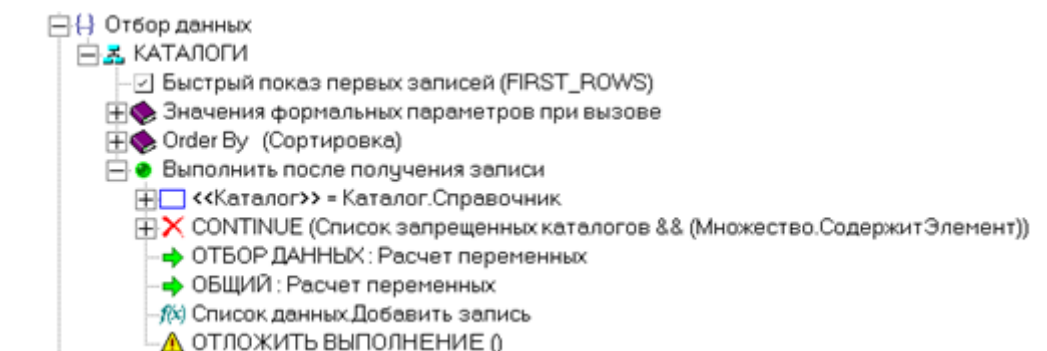 Отбор данных
КАТАЛОГИ
Быстрый показ первых записей (FIRST_ROWS)
Значения формальных параметров при вызове
Order By (Сортировка)
Выполнить после получения записи
<<Каталог>> = Каталог.Справочник
CONTINUE (Список запрещенных каталогов && (Множество.СодержитЭлемент))
ОТБОР ДАННЫХ : Расчет переменных
ОБЩИЙ : Расчет переменных
f(x) Список данных.Добавить запись
ОТЛОЖИТЬ ВЫПОЛНЕНИЕ ()